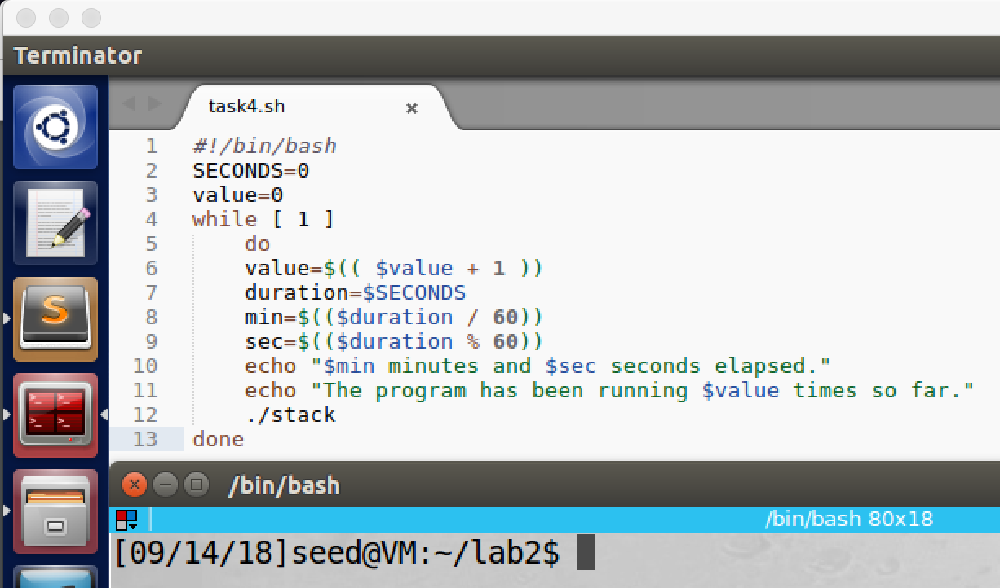 Terminator
task4.sh ×
1 #!/bin/bash
2 SECONDS=0
3 value=0
4 while [ 1 ]
5     do
6     value=$(( $value + 1 ))
7     duration=$SECONDS
8     min=$(($duration / 60))
9     sec=$(($duration % 60))
10     echo "$min minutes and $sec seconds elapsed."
11     echo "The program has been running $value times so far."
12     ./stack
13 done
/bin/bash
/bin/bash 80x18
[09/14/18]seed@VM:~/lab2$